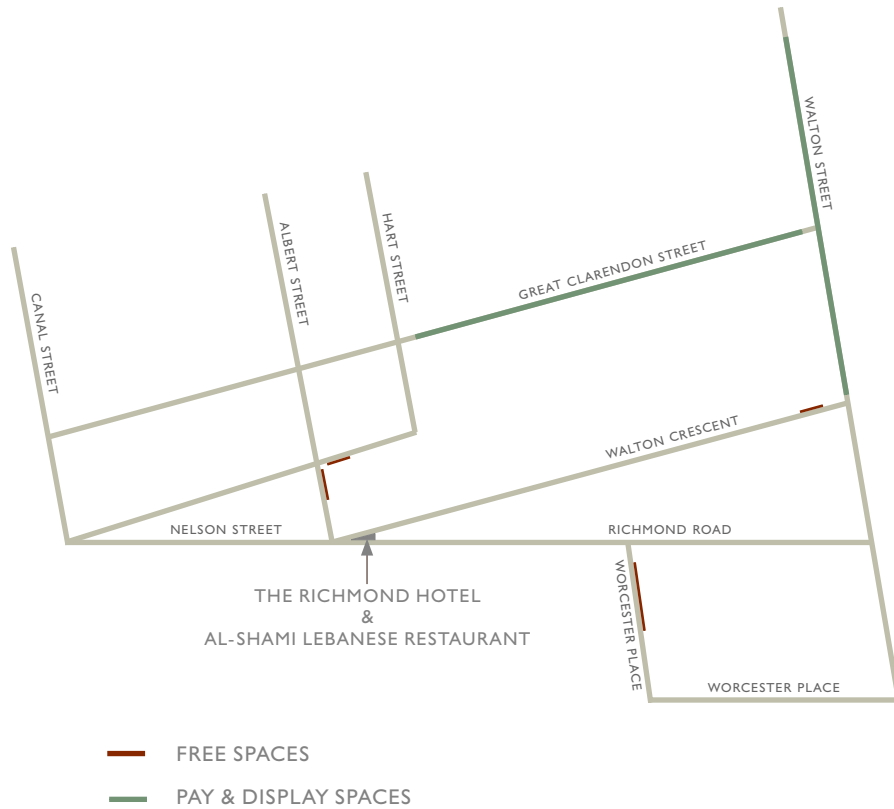 WALTON STREET
HART STREET
ALBERT STREET
GREAT CLARENDON STREET
CANAL STREET
WALTON CRESCENT
NELSON STREET
RICHMOND ROAD
THE RICHMOND HOTEL
&
AL-SHAMI LEBANESE RESTAURANT
WORCESTER PLACE
WORCESTER PLACE
FREE SPACES
PAY & DISPLAY SPACES